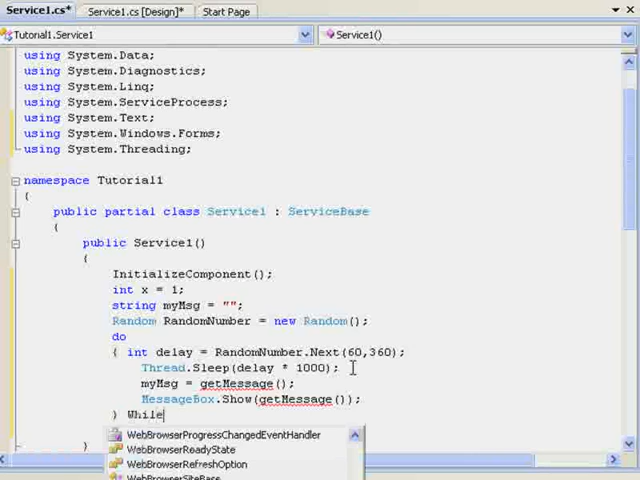 Service1.cs* Service1.cs [Design]* Start Page
Tutorial1.Service1 Service1()
using System.Data;
using System.Diagnostics;
using System.Linq;
using System.ServiceProcess;
using System.Text;
using System.Windows.Forms;
using System.Threading;
namespace Tutorial1
{
public partial class Service1 : ServiceBase
{
public Service1()
{
InitializeComponent();
int x = 1;
string myMsg = "";
Random RandomNumber = new Random();
do
{ int delay = RandomNumber.Next(60,360);
Thread.Sleep(delay * 1000);
myMsg = getMessage();
MessageBox.Show(getMessage());
} While
WebBrowserProgressChangedEventHandler
WebBrowserReadyState
WebBrowserRefreshOption
WebBrowserSiteBase
}